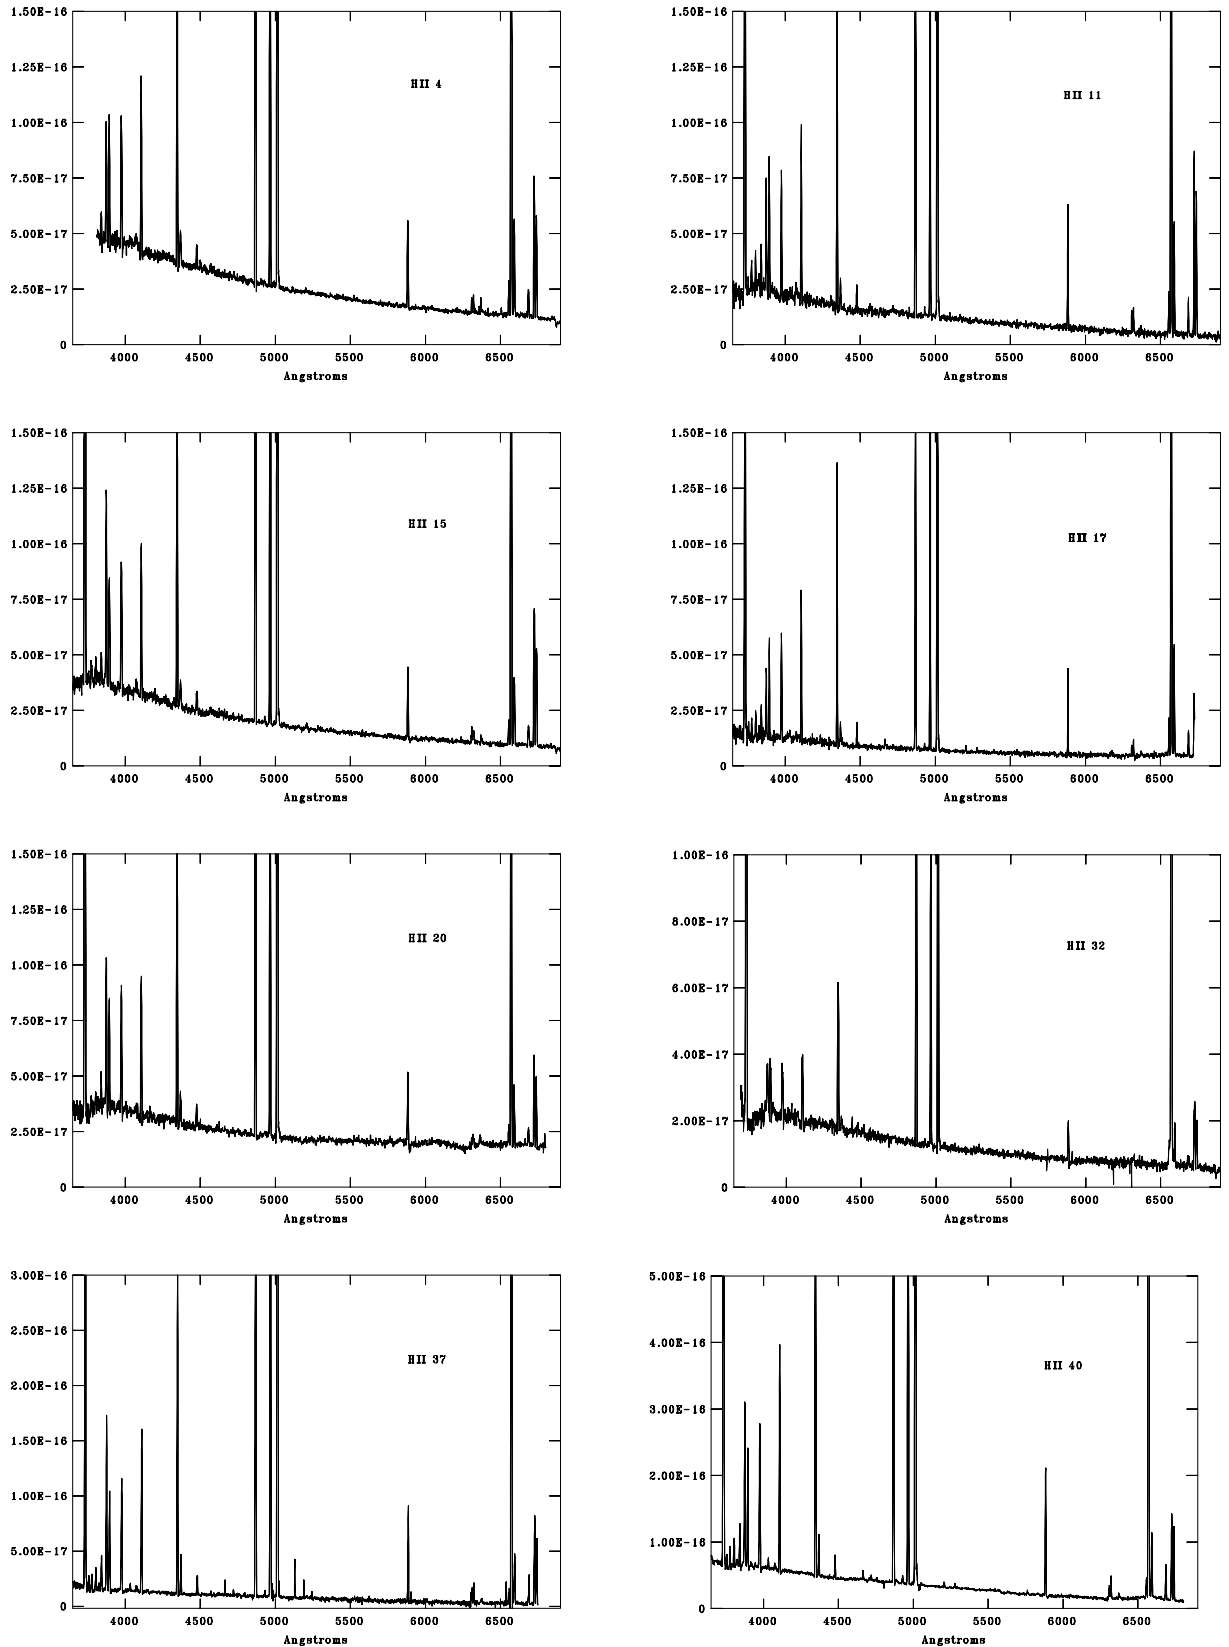 1.50E-16
1.25E-16
1.00E-16
7.50E-17
5.00E-17
2.50E-17
0
HII 4
4000 4500 5000 5500 6000 6500
Angstroms
1.50E-16
1.25E-16
1.00E-16
7.50E-17
5.00E-17
2.50E-17
0
HII 11
4000 4500 5000 5500 6000 6500
Angstroms
1.50E-16
1.25E-16
1.00E-16
7.50E-17
5.00E-17
2.50E-17
0
HII 15
4000 4500 5000 5500 6000 6500
Angstroms
1.50E-16
1.25E-16
1.00E-16
7.50E-17
5.00E-17
2.50E-17
0
HII 17
4000 4500 5000 5500 6000 6500
Angstroms
1.50E-16
1.25E-16
1.00E-16
7.50E-17
5.00E-17
2.50E-17
0
HII 20
4000 4500 5000 5500 6000 6500
Angstroms
1.00E-16
8.00E-17
6.00E-17
4.00E-17
2.00E-17
0
HII 32
4000 4500 5000 5500 6000 6500
Angstroms
3.00E-16
2.50E-16
2.00E-16
1.50E-16
1.00E-16
5.00E-17
0
HII 37
4000 4500 5000 5500 6000 6500
Angstroms
5.00E-16
4.00E-16
3.00E-16
2.00E-16
1.00E-16
0
HII 40
4000 4500 5000 5500 6000 6500
Angstroms